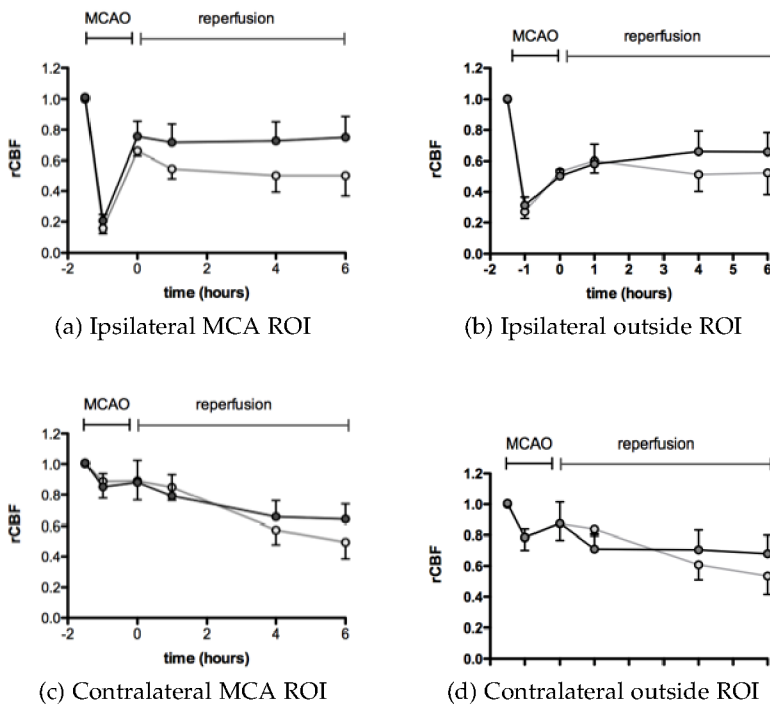 MCAO reperfusion
1.2
1.0
0.8
0.6
0.4
0.2
0.0
rCBF
-2 0 2 4 6
time (hours)
(a) Ipsilateral MCA ROI
MCAO reperfusion
1.2
1.0
0.8
0.6
0.4
0.2
0.0
rCBF
-2 -1 0 1 2 3 4 5 6
time (hours)
(b) Ipsilateral outside ROI
MCAO reperfusion
1.2
1.0
0.8
0.6
0.4
0.2
0.0
rCBF
-2 0 2 4 6
time (hours)
(c) Contralateral MCA ROI
MCAO reperfusion
1.2
1.0
0.8
0.6
0.4
0.2
0.0
rCBF
(d) Contralateral outside ROI